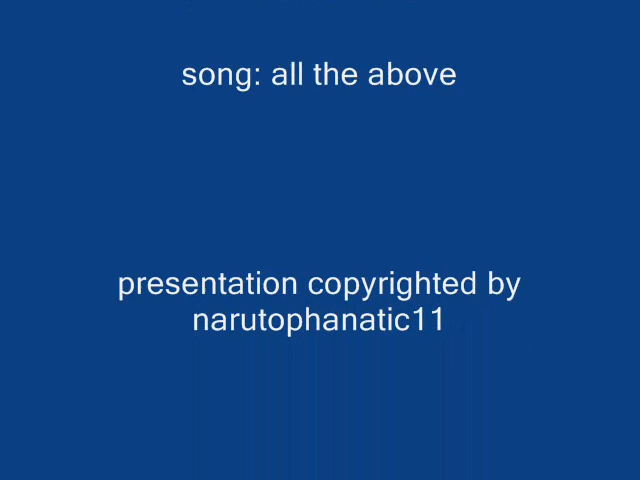 song: all the above
presentation copyrighted by
narutophanatic11